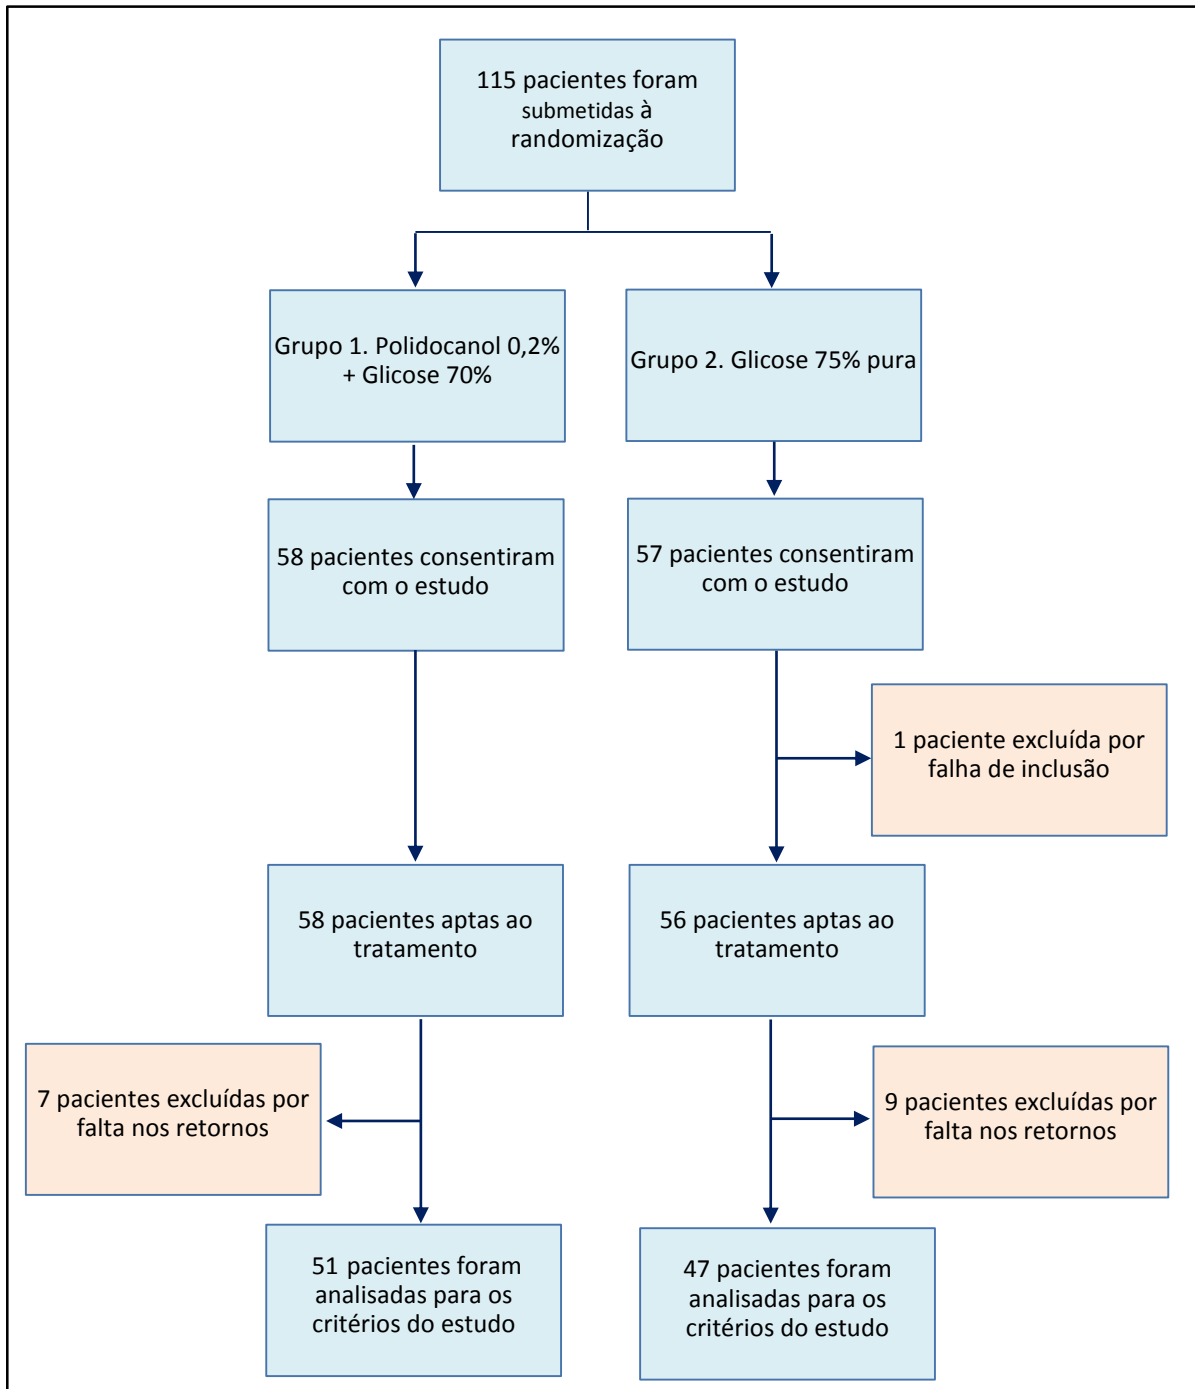 115 pacientes foram
submetidas à
randomização
Grupo 1. Polidocanol 0,2%
+ Glicose 70%
Grupo 2. Glicose 75% pura
58 pacientes consentiram
com o estudo
57 pacientes consentiram
com o estudo
1 paciente excluída por
falha de inclusão
58 pacientes aptas ao
tratamento
56 pacientes aptas ao
tratamento
7 pacientes excluídas por
falta nos retornos
9 pacientes excluídas por
falta nos retornos
51 pacientes foram
analisadas para os
critérios do estudo
47 pacientes foram
analisadas para os
critérios do estudo